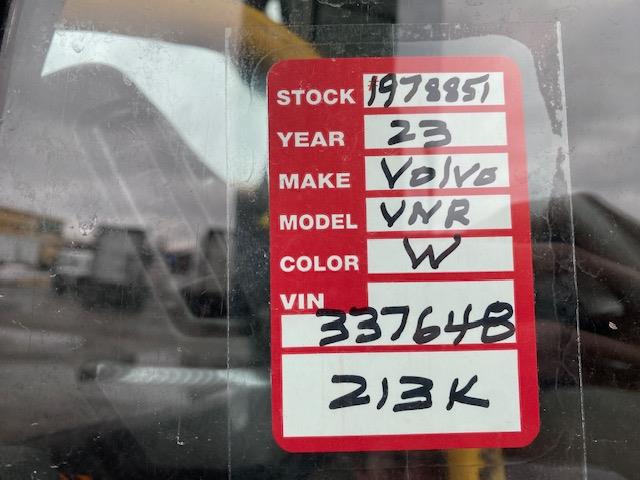 STOCK 1978851
YEAR 23
MAKE Volvo
MODEL VNR
COLOR W
VIN
337648
213K